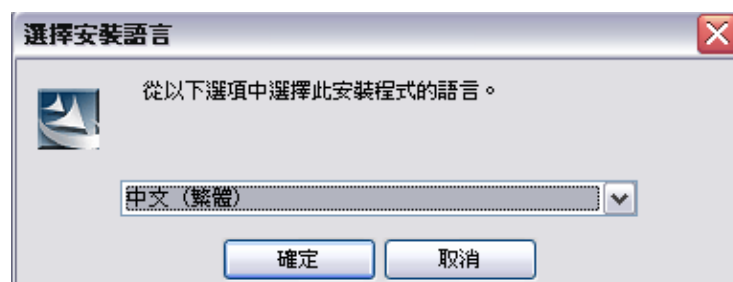 選擇安裝語言
從以下選項中選擇此安裝程式的語言。
中文 (繁體)
確定
取消